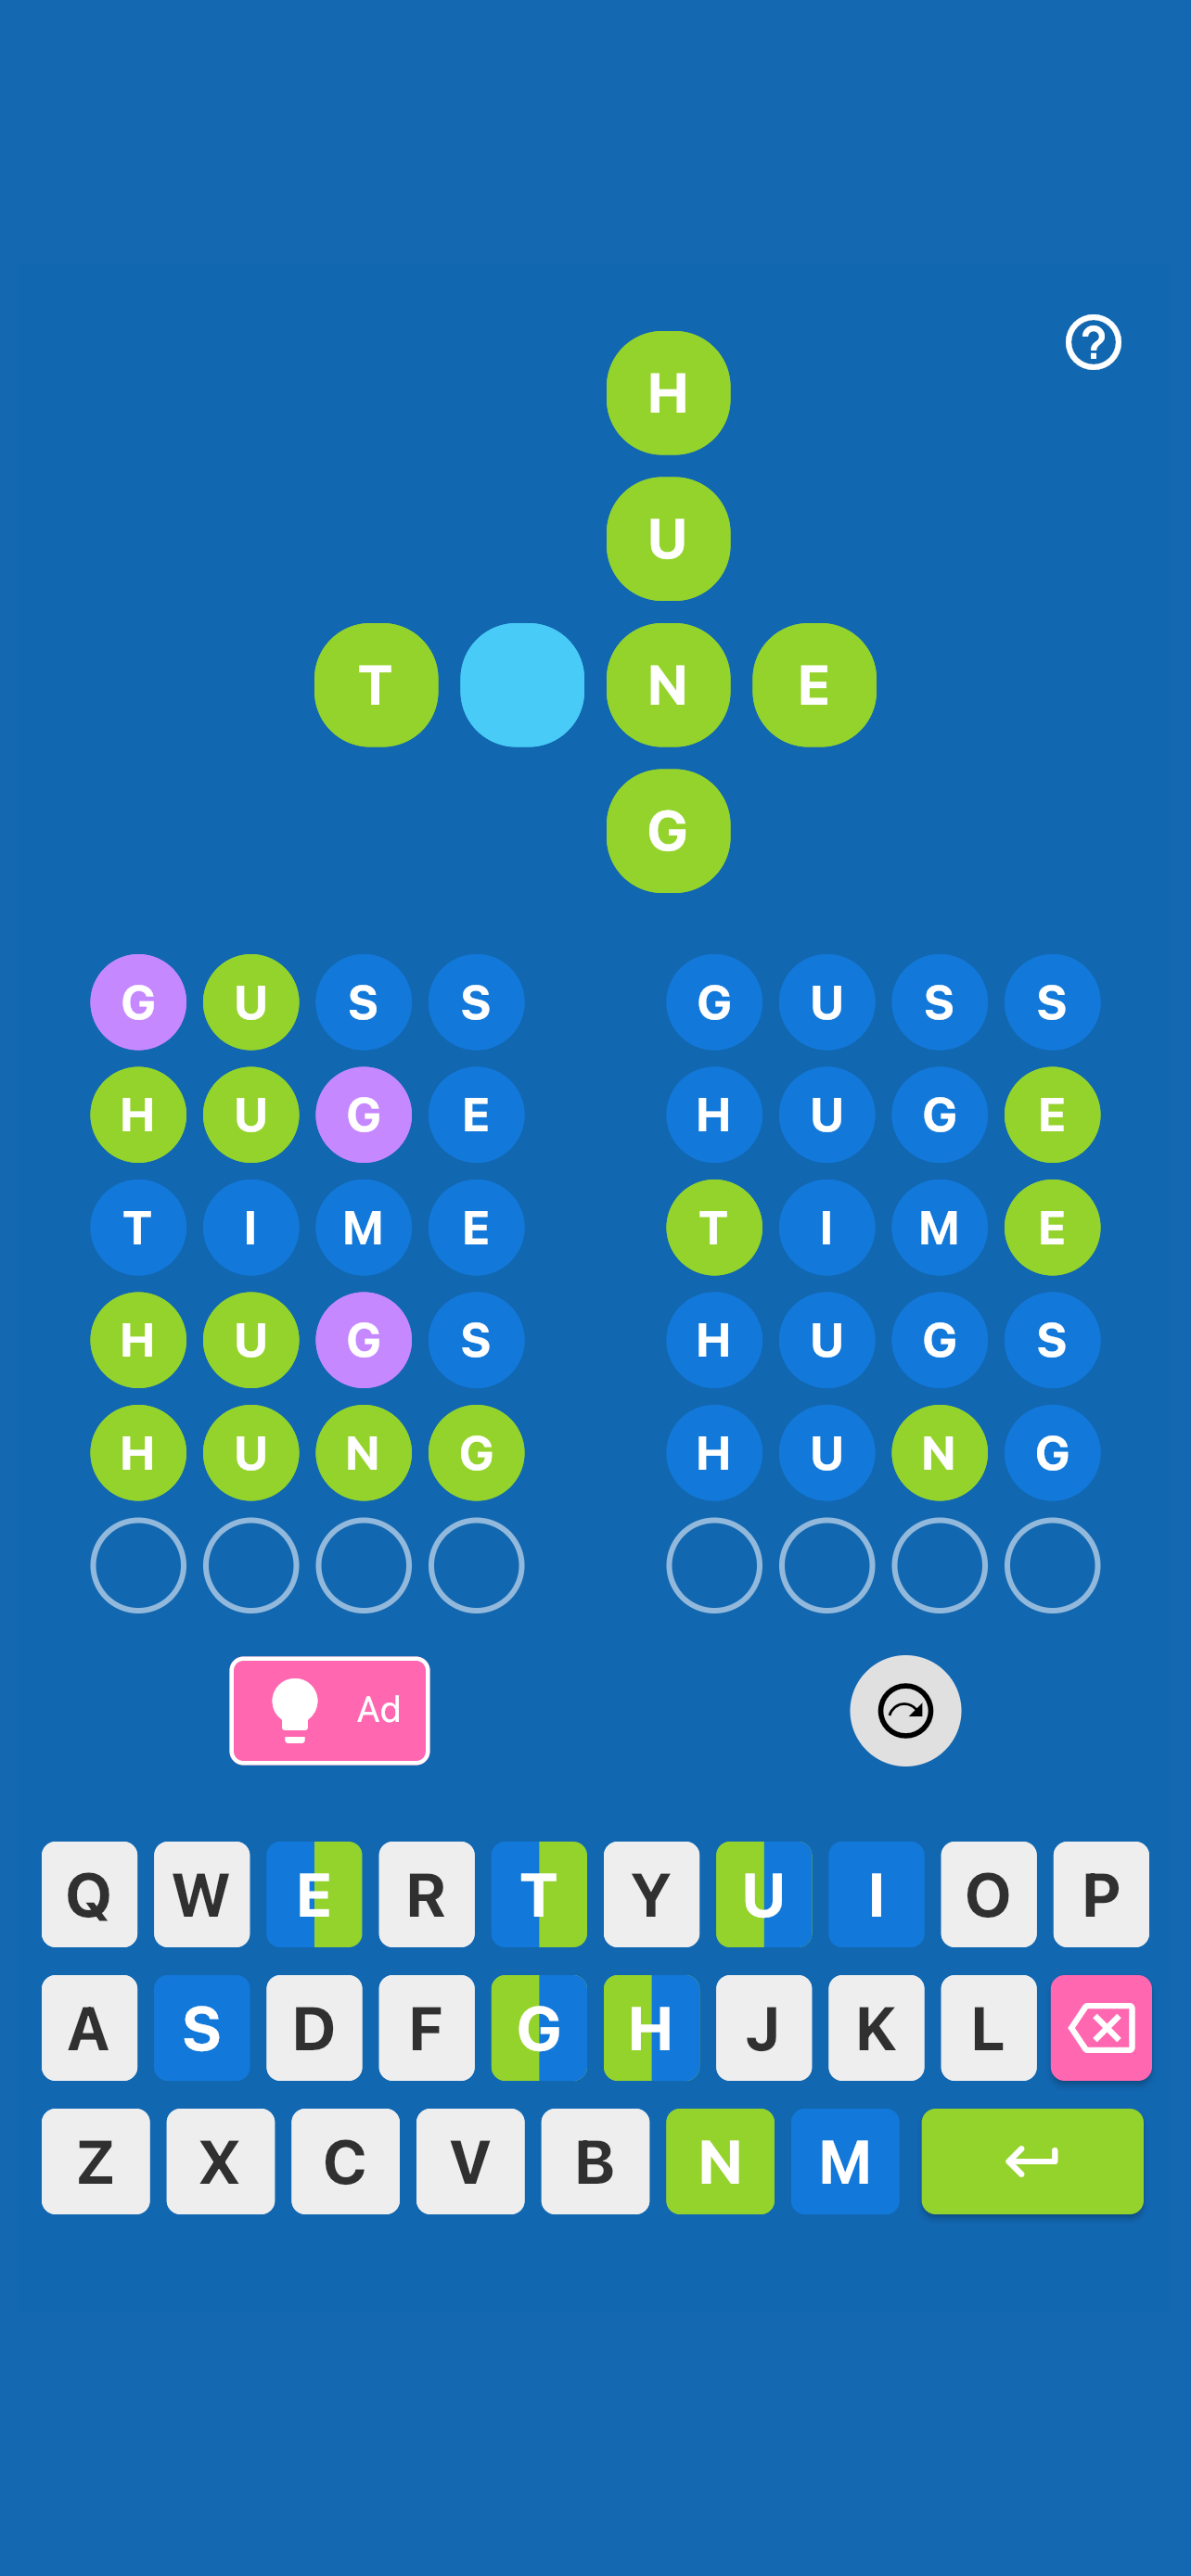 ?
H
U
T N E
G
G U S S G U S S
H U G E H U G E
T I M E T I M E
H U G S H U G S
H U N G H U N G
Ad
Q W E R T Y U I O P
A S D F G H J K L
Z X C V B N M